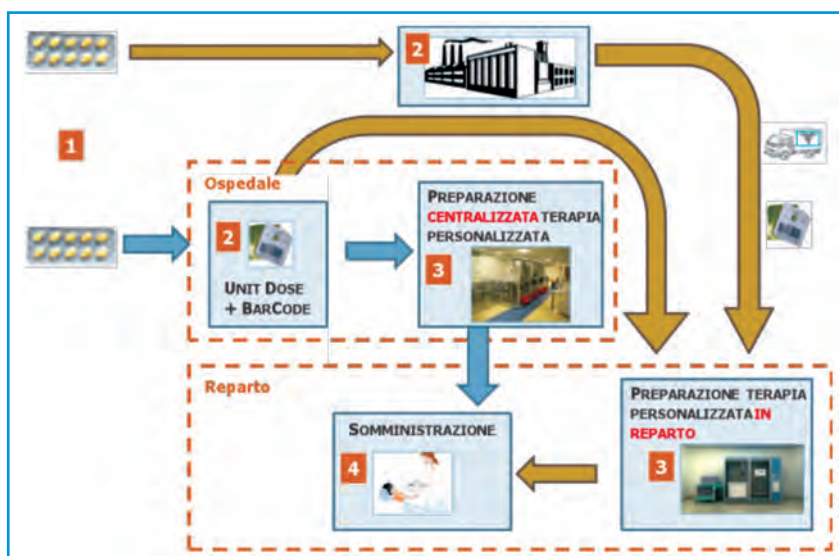 2
1
Ospedale
2
UNIT DOSE
+ BARCODE
PREPARAZIONE
CENTRALIZZATA TERAPIA
PERSONALIZZATA
3
Reparto
SOMMINISTRAZIONE
4
PREPARAZIONE TERAPIA
PERSONALIZZATA IN
REPARTO
3